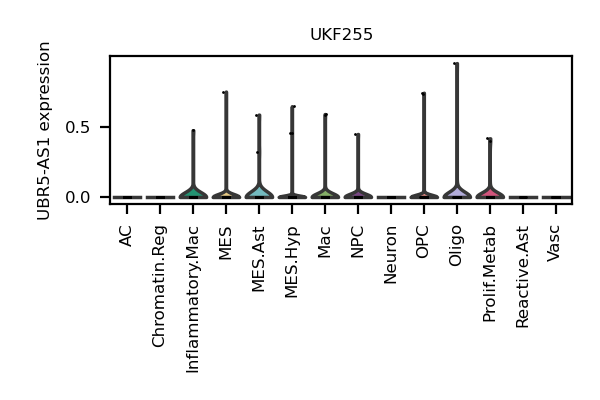 UKF255
UBR5-AS1 expression
0.5
0.0
AC
Chromatin.Reg
Inflammatory.Mac
MES
MES.Ast
MES.Hyp
Mac
NPC
Neuron
OPC
Oligo
Prolif.Metab
Reactive.Ast
Vasc